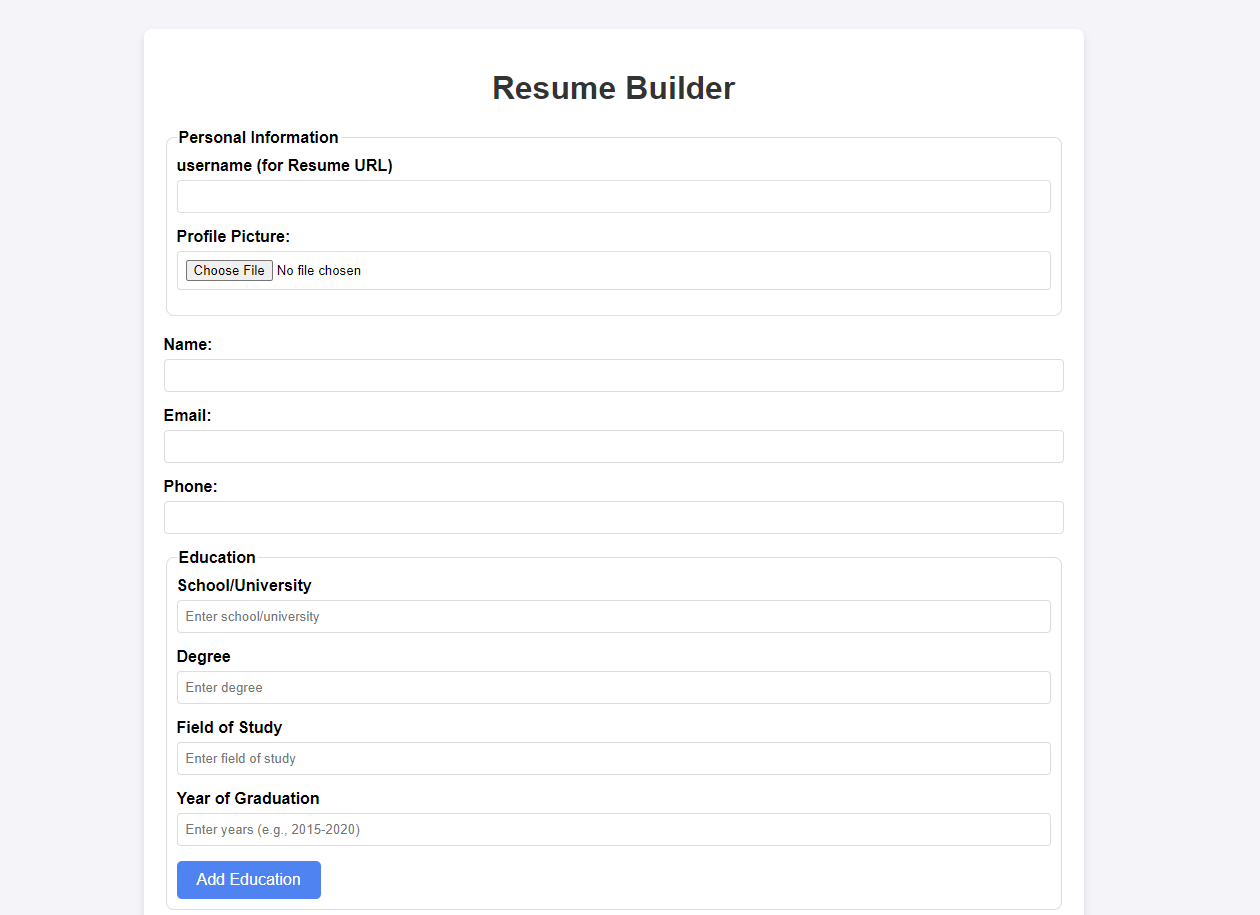 Resume Builder
Personal Information
username (for Resume URL)
Profile Picture:
Choose File No file chosen
Name:
Email:
Phone:
Education
School/University
Enter school/university
Degree
Enter degree
Field of Study
Enter field of study
Year of Graduation
Enter years (e.g., 2015-2020)
Add Education